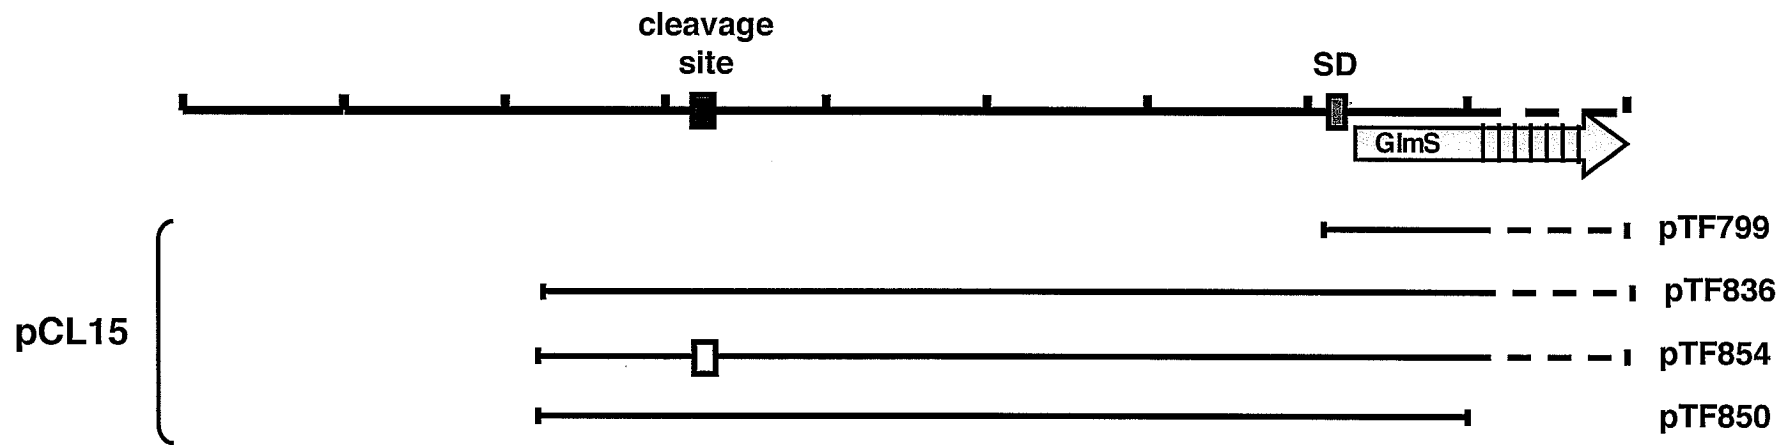 cleavage
site
SD
GlmS
pTF799
pTF836
pCL15
pTF854
pTF850